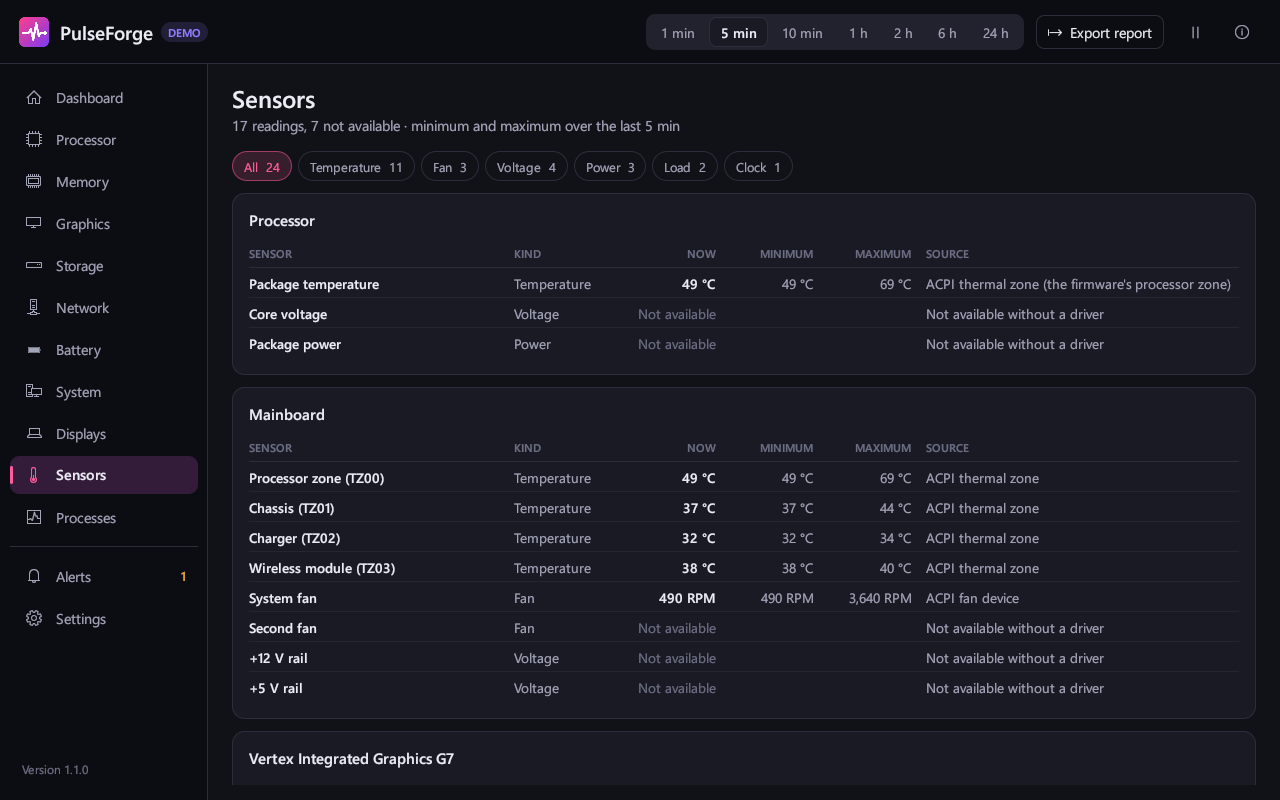 PulseForge DEMO
1 min 5 min 10 min 1 h 2 h 6 h 24 h
Export report
Dashboard
Processor
Memory
Graphics
Storage
Network
Battery
System
Displays
Sensors
Processes
Alerts 1
Settings
Version 1.1.0
Sensors
17 readings, 7 not available · minimum and maximum over the last 5 min
All 24 Temperature 11 Fan 3 Voltage 4 Power 3 Load 2 Clock 1
Processor
SENSOR KIND NOW MINIMUM MAXIMUM SOURCE
Package temperature Temperature 49 °C 49 °C 69 °C ACPI thermal zone (the firmware's processor zone)
Core voltage Voltage Not available Not available without a driver
Package power Power Not available Not available without a driver
Mainboard
SENSOR KIND NOW MINIMUM MAXIMUM SOURCE
Processor zone (TZ00) Temperature 49 °C 49 °C 69 °C ACPI thermal zone
Chassis (TZ01) Temperature 37 °C 37 °C 44 °C ACPI thermal zone
Charger (TZ02) Temperature 32 °C 32 °C 34 °C ACPI thermal zone
Wireless module (TZ03) Temperature 38 °C 38 °C 40 °C ACPI thermal zone
System fan Fan 490 RPM 490 RPM 3,640 RPM ACPI fan device
Second fan Fan Not available Not available without a driver
+12 V rail Voltage Not available Not available without a driver
+5 V rail Voltage Not available Not available without a driver
Vertex Integrated Graphics G7